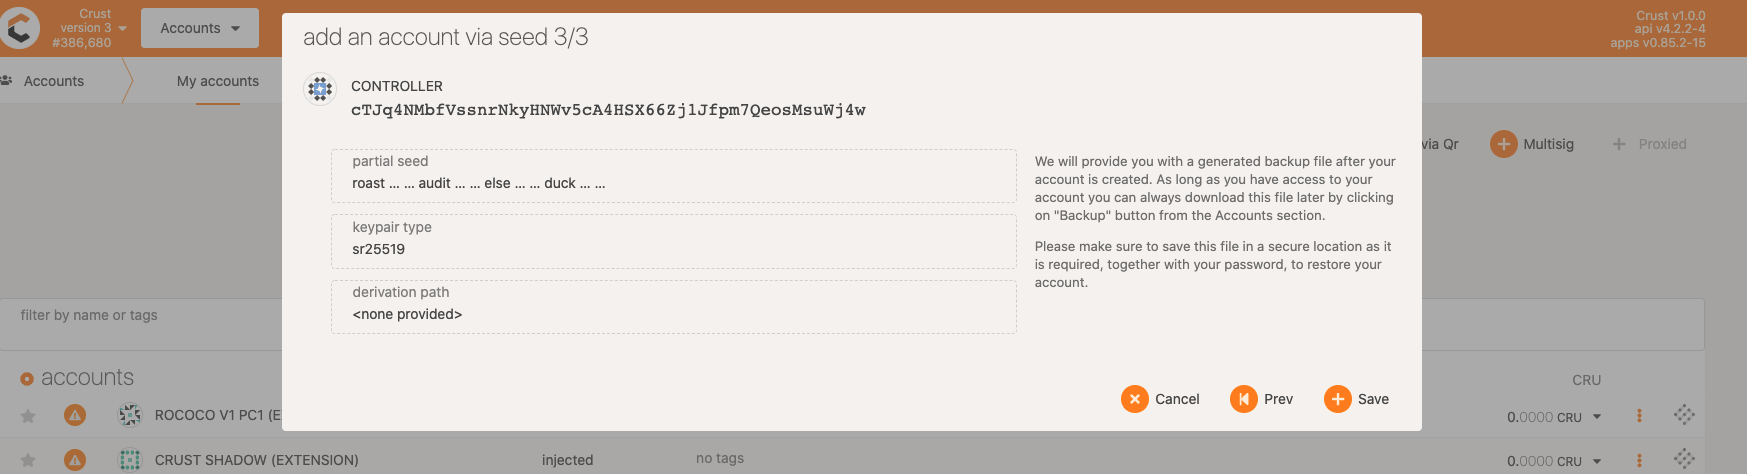 Crust
version 3
#386,680
Accounts
Crust v1.0.0
api v4.2.2-4
apps v0.85.2-15
Accounts
My accounts
add an account via seed 3/3
CONTROLLER
cTJq4NMbfVssnrNkyHNWv5cA4HSX66Zj1Jfpm7QeosMsuWj4w
via Qr
Multisig
Proxied
partial seed
roast ... ... audit ... ... else ... ... duck ... ...
keypair type
sr25519
derivation path
<none provided>
We will provide you with a generated backup file after your
account is created. As long as you have access to your
account you can always download this file later by clicking
on "Backup" button from the Accounts section.
Please make sure to save this file in a secure location as it
is required, together with your password, to restore your
account.
Cancel
Prev
Save
filter by name or tags
accounts
CRU
ROCOCO V1 PC1 (E
0.0000 CRU
CRUST SHADOW (EXTENSION)
injected
no tags
0.0000 CRU